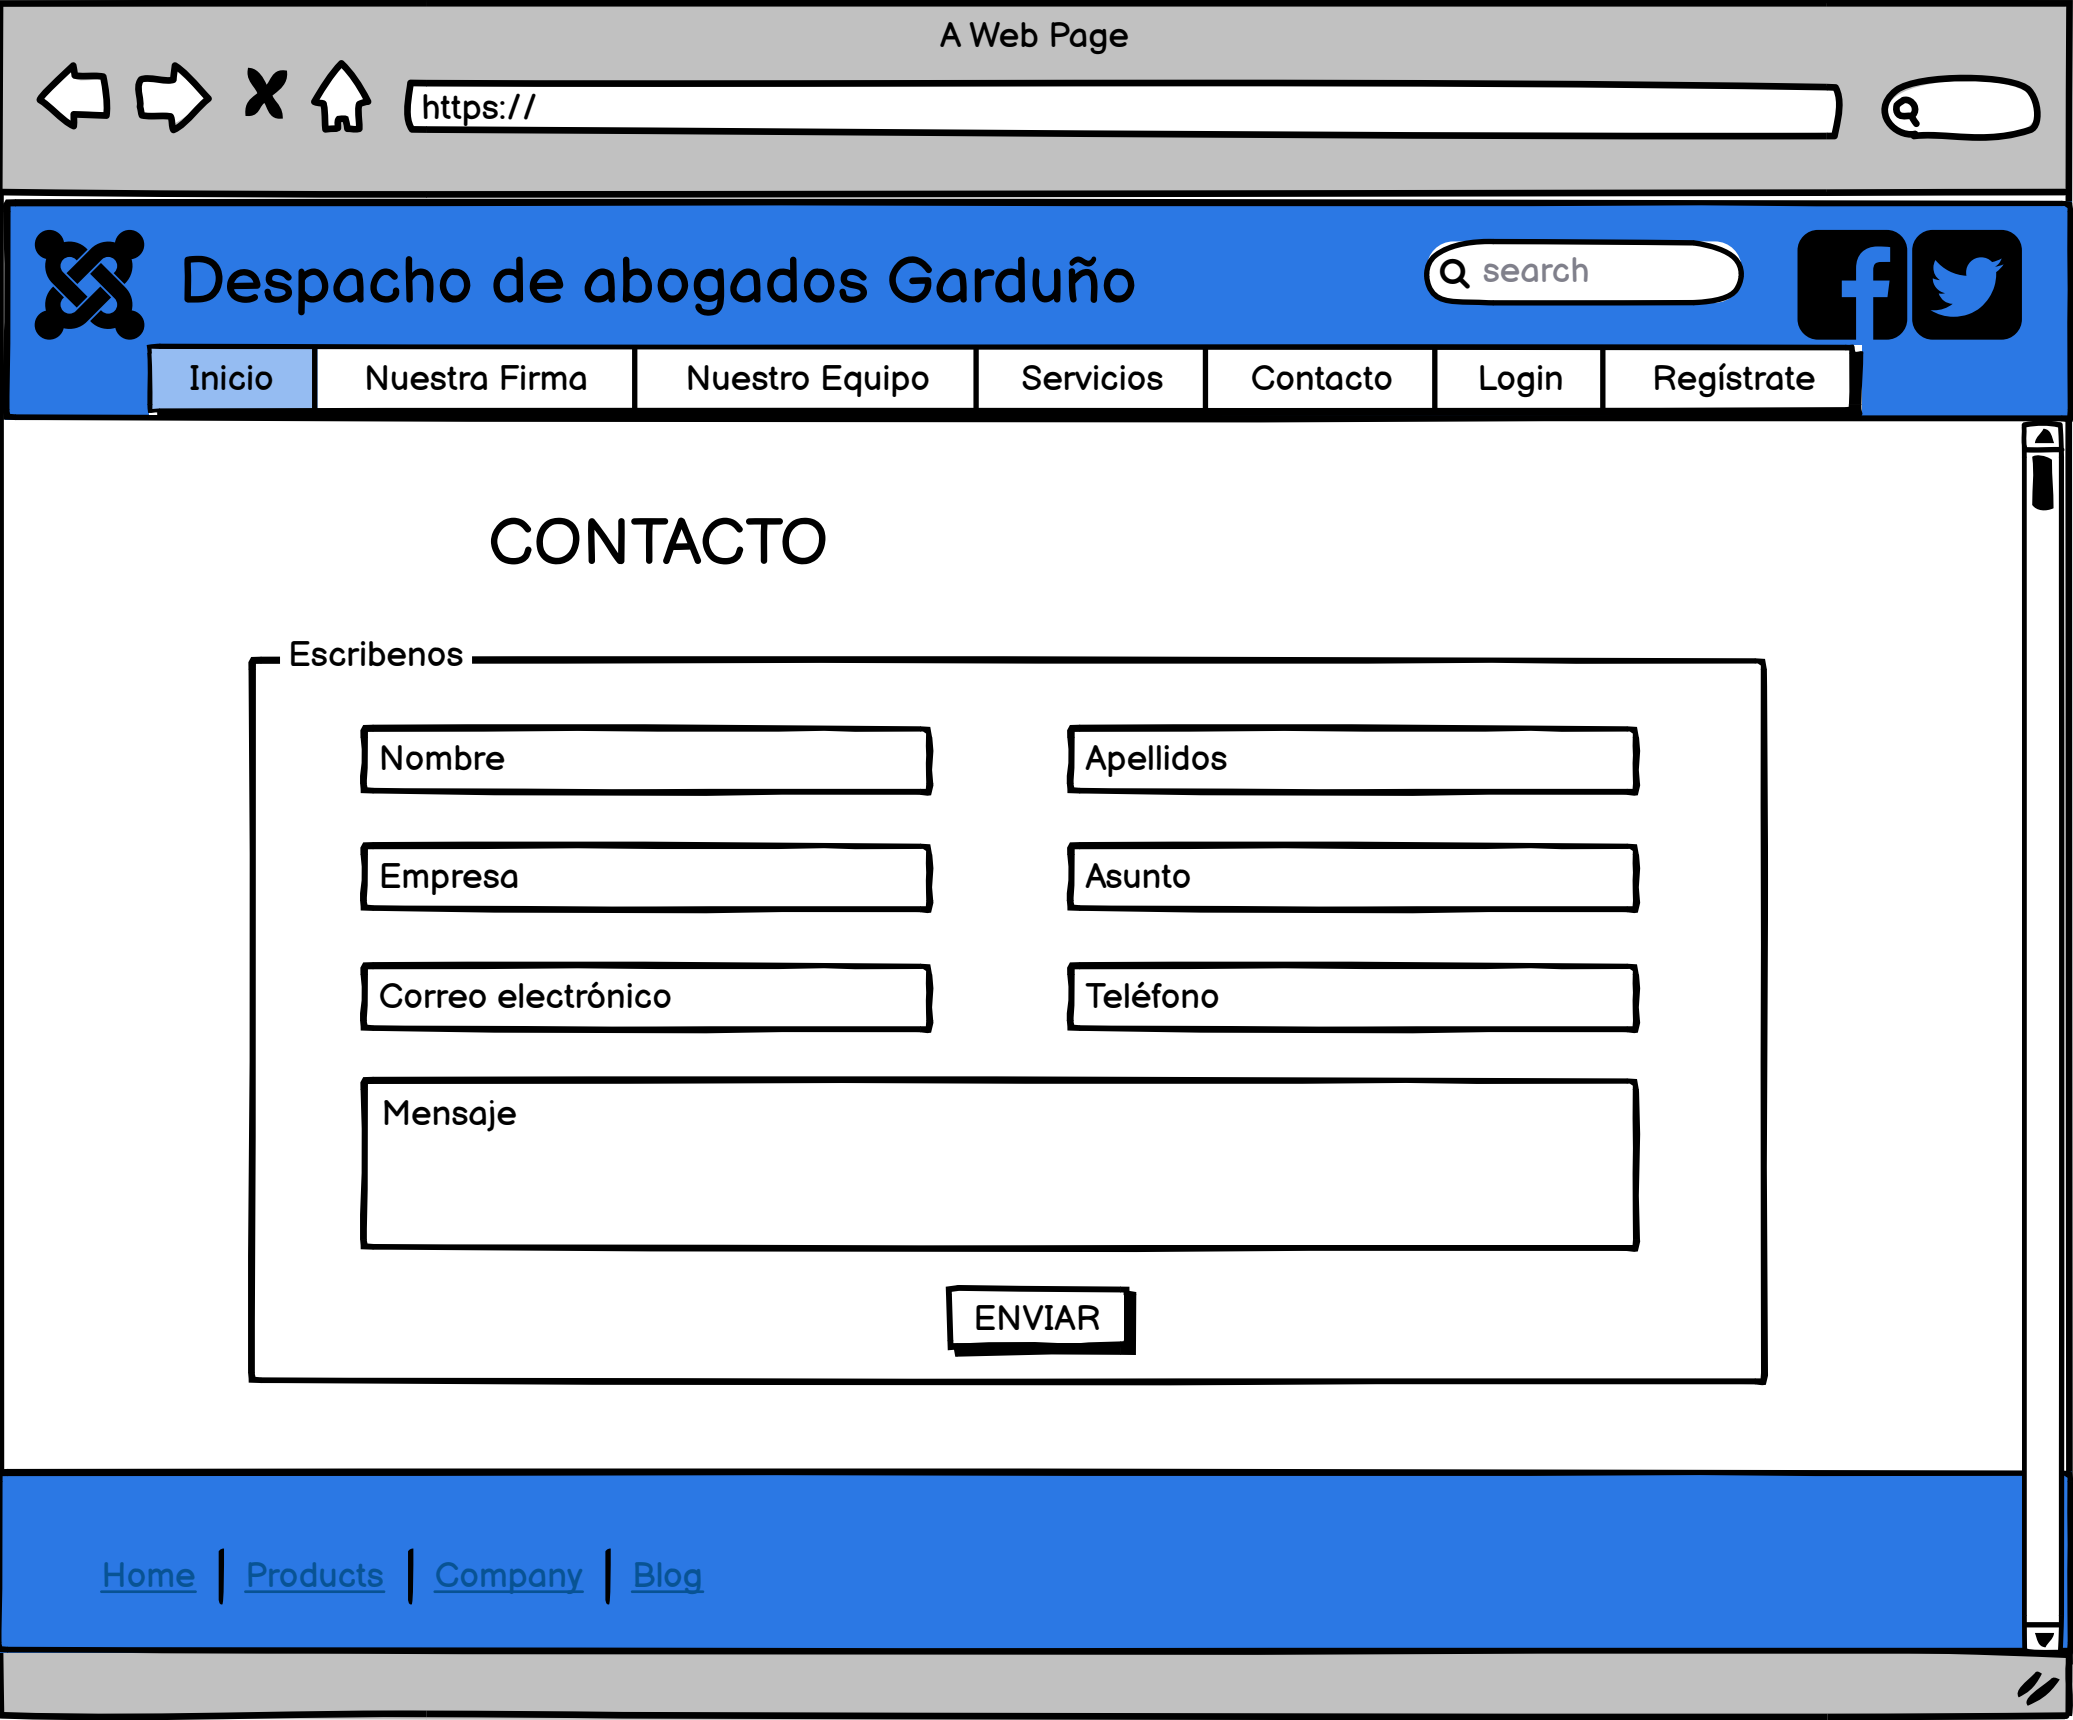 A Web Page
https://
Despacho de abogados Garduño
search
Inicio Nuestra Firma Nuestro Equipo Servicios Contacto Login Regístrate
CONTACTO
Escribenos
Nombre Apellidos
Empresa Asunto
Correo electrónico Teléfono
Mensaje
ENVIAR
Home Products Company Blog